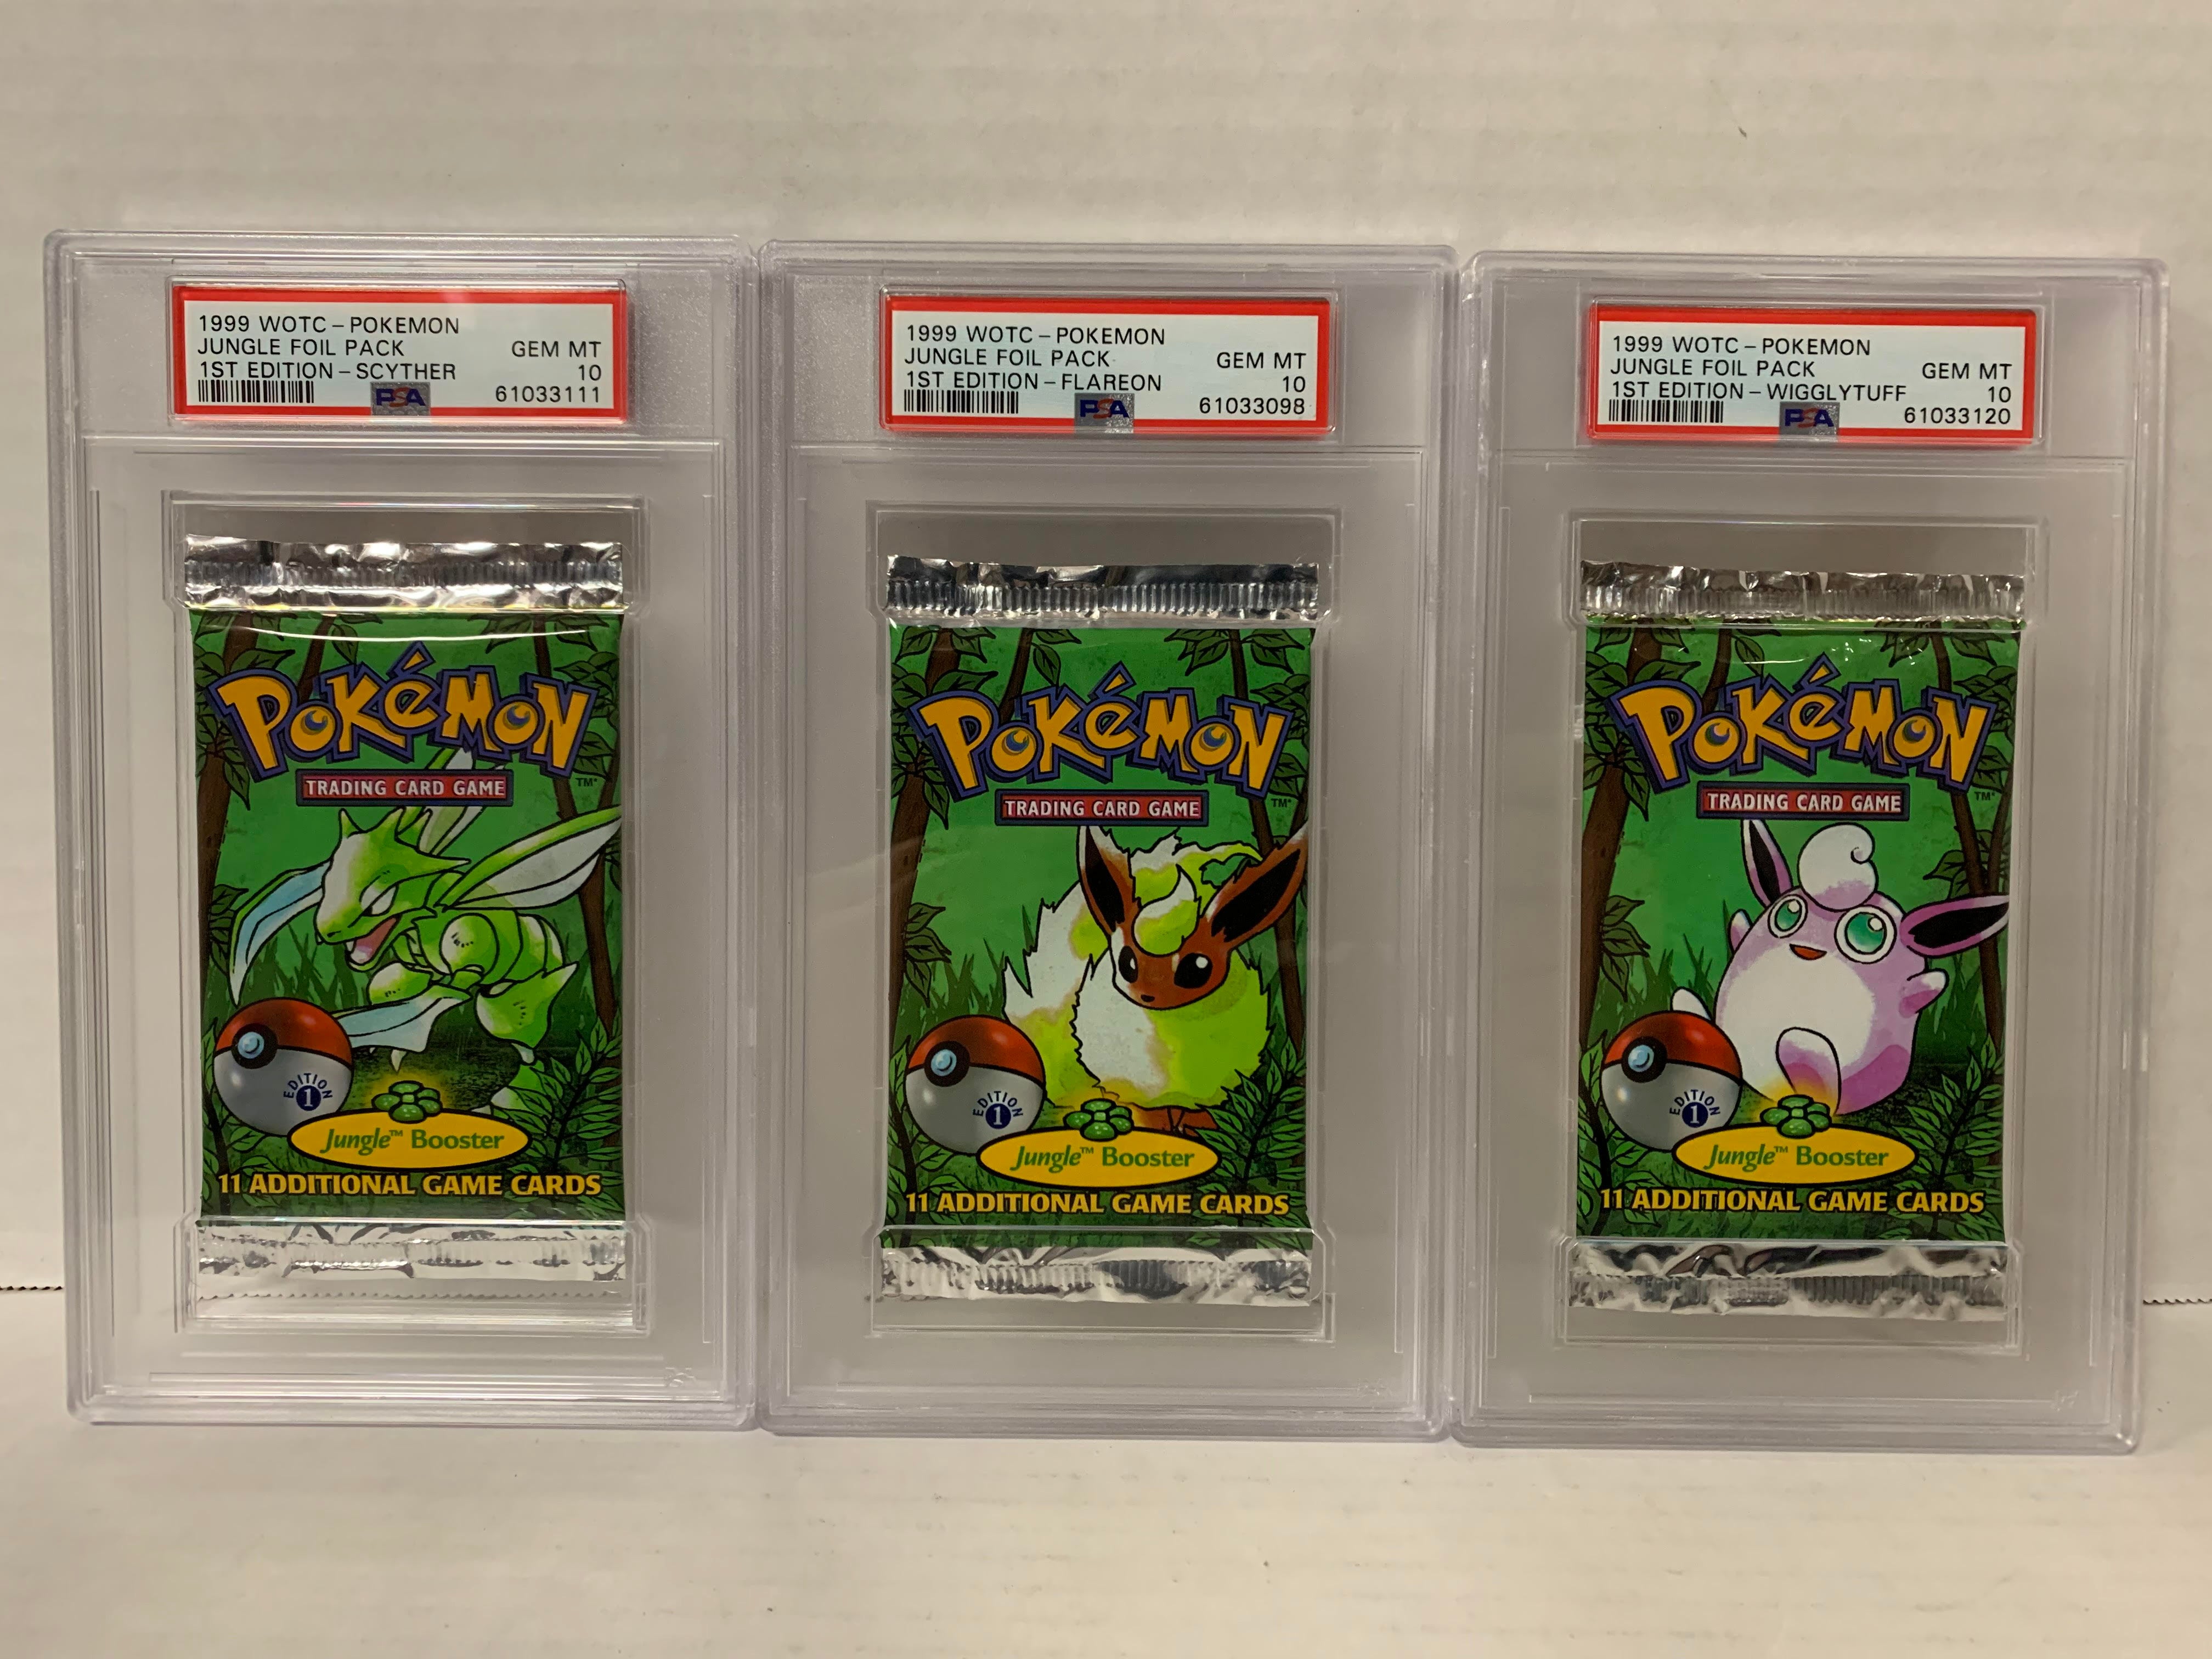 1999 WOTC – POKEMON
JUNGLE FOIL PACK GEM MT
1ST EDITION – SCYTHER 10
PSA 61033111
POKéMON
TRADING CARD GAME
TM
EDITION
1
Jungle™ Booster
11 ADDITIONAL GAME CARDS
1999 WOTC – POKEMON
JUNGLE FOIL PACK GEM MT
1ST EDITION – FLAREON 10
PSA 61033098
POKéMON
TRADING CARD GAME
TM
EDITION
1
Jungle™ Booster
11 ADDITIONAL GAME CARDS
1999 WOTC – POKEMON
JUNGLE FOIL PACK GEM MT
1ST EDITION – WIGGLYTUFF 10
PSA 61033120
POKéMON
TRADING CARD GAME
TM
EDITION
1
Jungle™ Booster
11 ADDITIONAL GAME CARDS